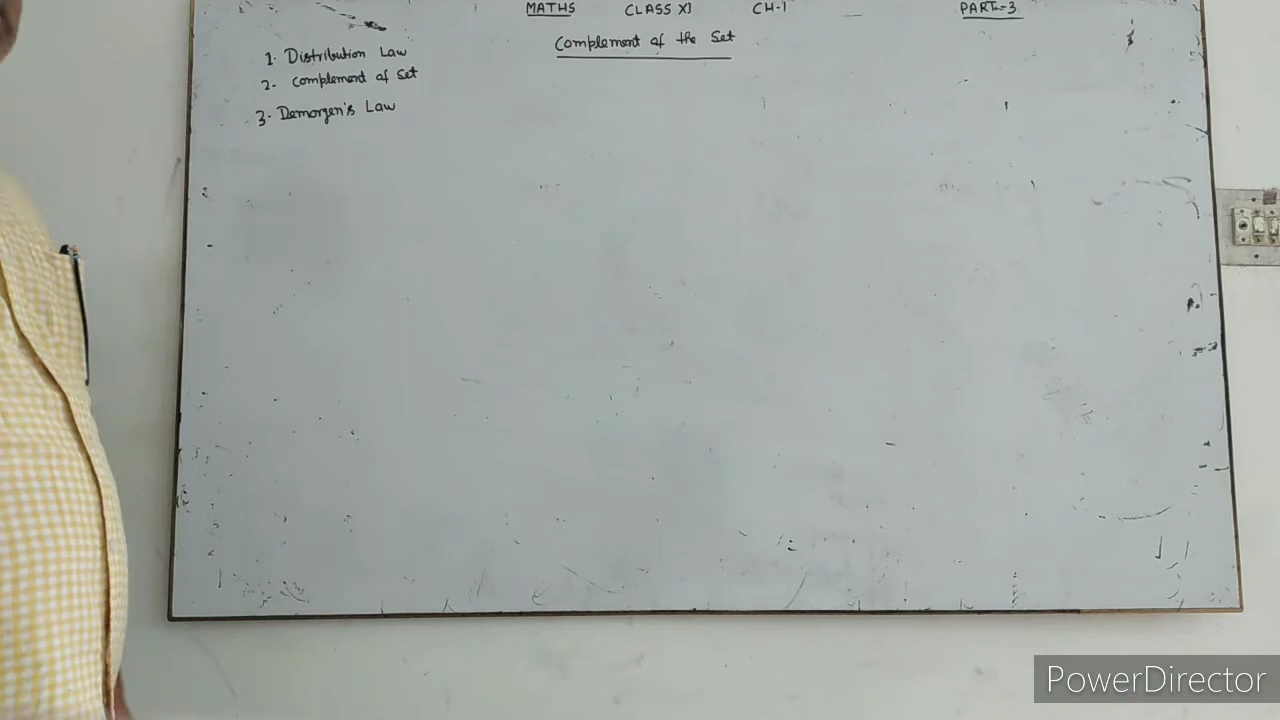 MATHS CLASS XI CH-1 PART-3
Complement of the Set
1. Distribution Law
2. Complement of Set
3. Demorgen's Law
PowerDirector